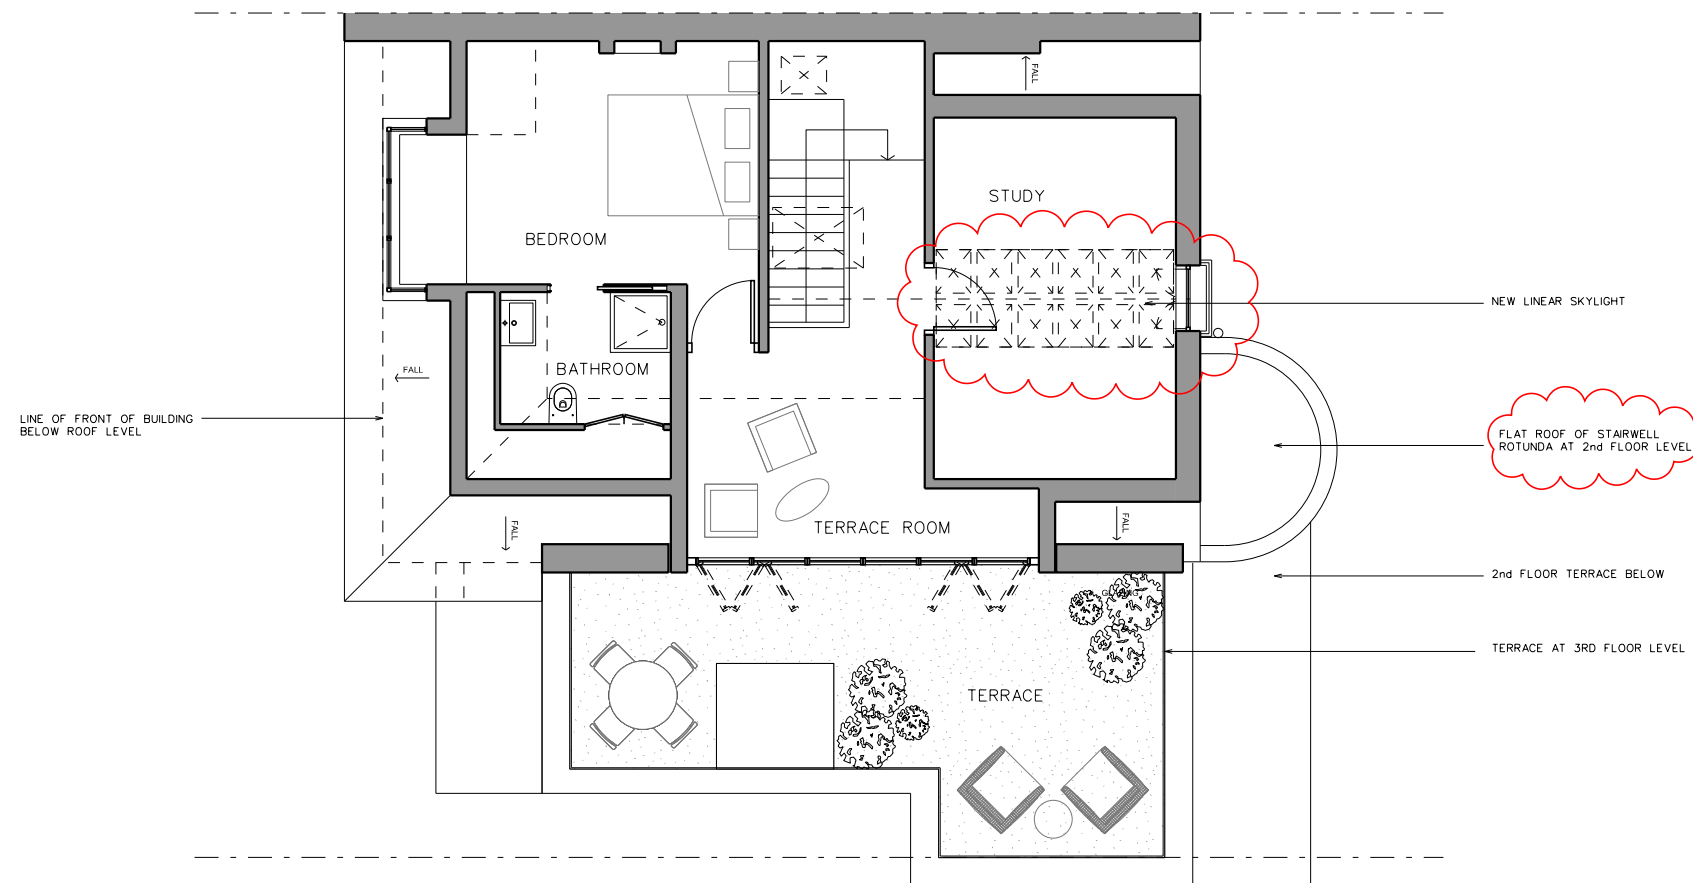 FALL
STUDY
BEDROOM
NEW LINEAR SKYLIGHT
BATHROOM
FALL
LINE OF FRONT OF BUILDING
BELOW ROOF LEVEL
FLAT ROOF OF STAIRWELL
ROTUNDA AT 2nd FLOOR LEVEL
FALL
TERRACE ROOM
FALL
2nd FLOOR TERRACE BELOW
TERRACE AT 3RD FLOOR LEVEL
TERRACE